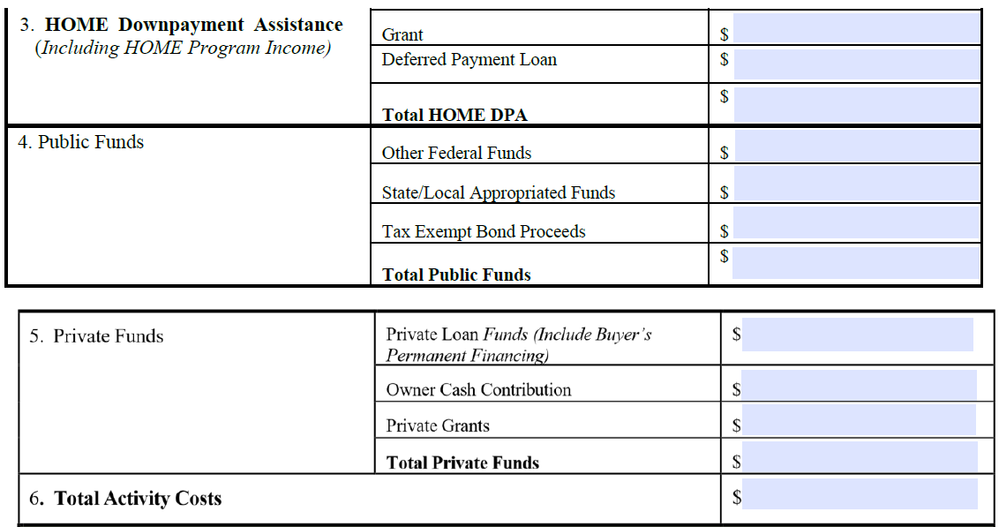 3. HOME Downpayment Assistance
(Including HOME Program Income)
Grant $
Deferred Payment Loan $
$
Total HOME DPA
4. Public Funds
Other Federal Funds $
State/Local Appropriated Funds $
Tax Exempt Bond Proceeds $
$
Total Public Funds
5. Private Funds
Private Loan Funds (Include Buyer's $
Permanent Financing)
Owner Cash Contribution $
Private Grants $
Total Private Funds $
6. Total Activity Costs $